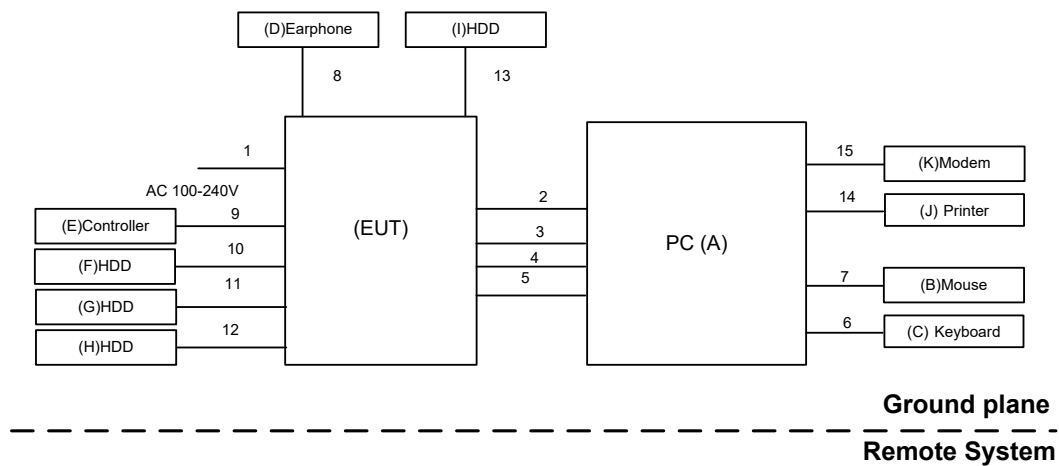 (D)Earphone
(I)HDD
8
13
1
AC 100-240V
(E)Controller
9
(F)HDD
10
(G)HDD
11
(H)HDD
12
(EUT)
2
3
4
5
PC (A)
15
(K)Modem
14
(J) Printer
7
(B)Mouse
6
(C) Keyboard
Ground plane
Remote System